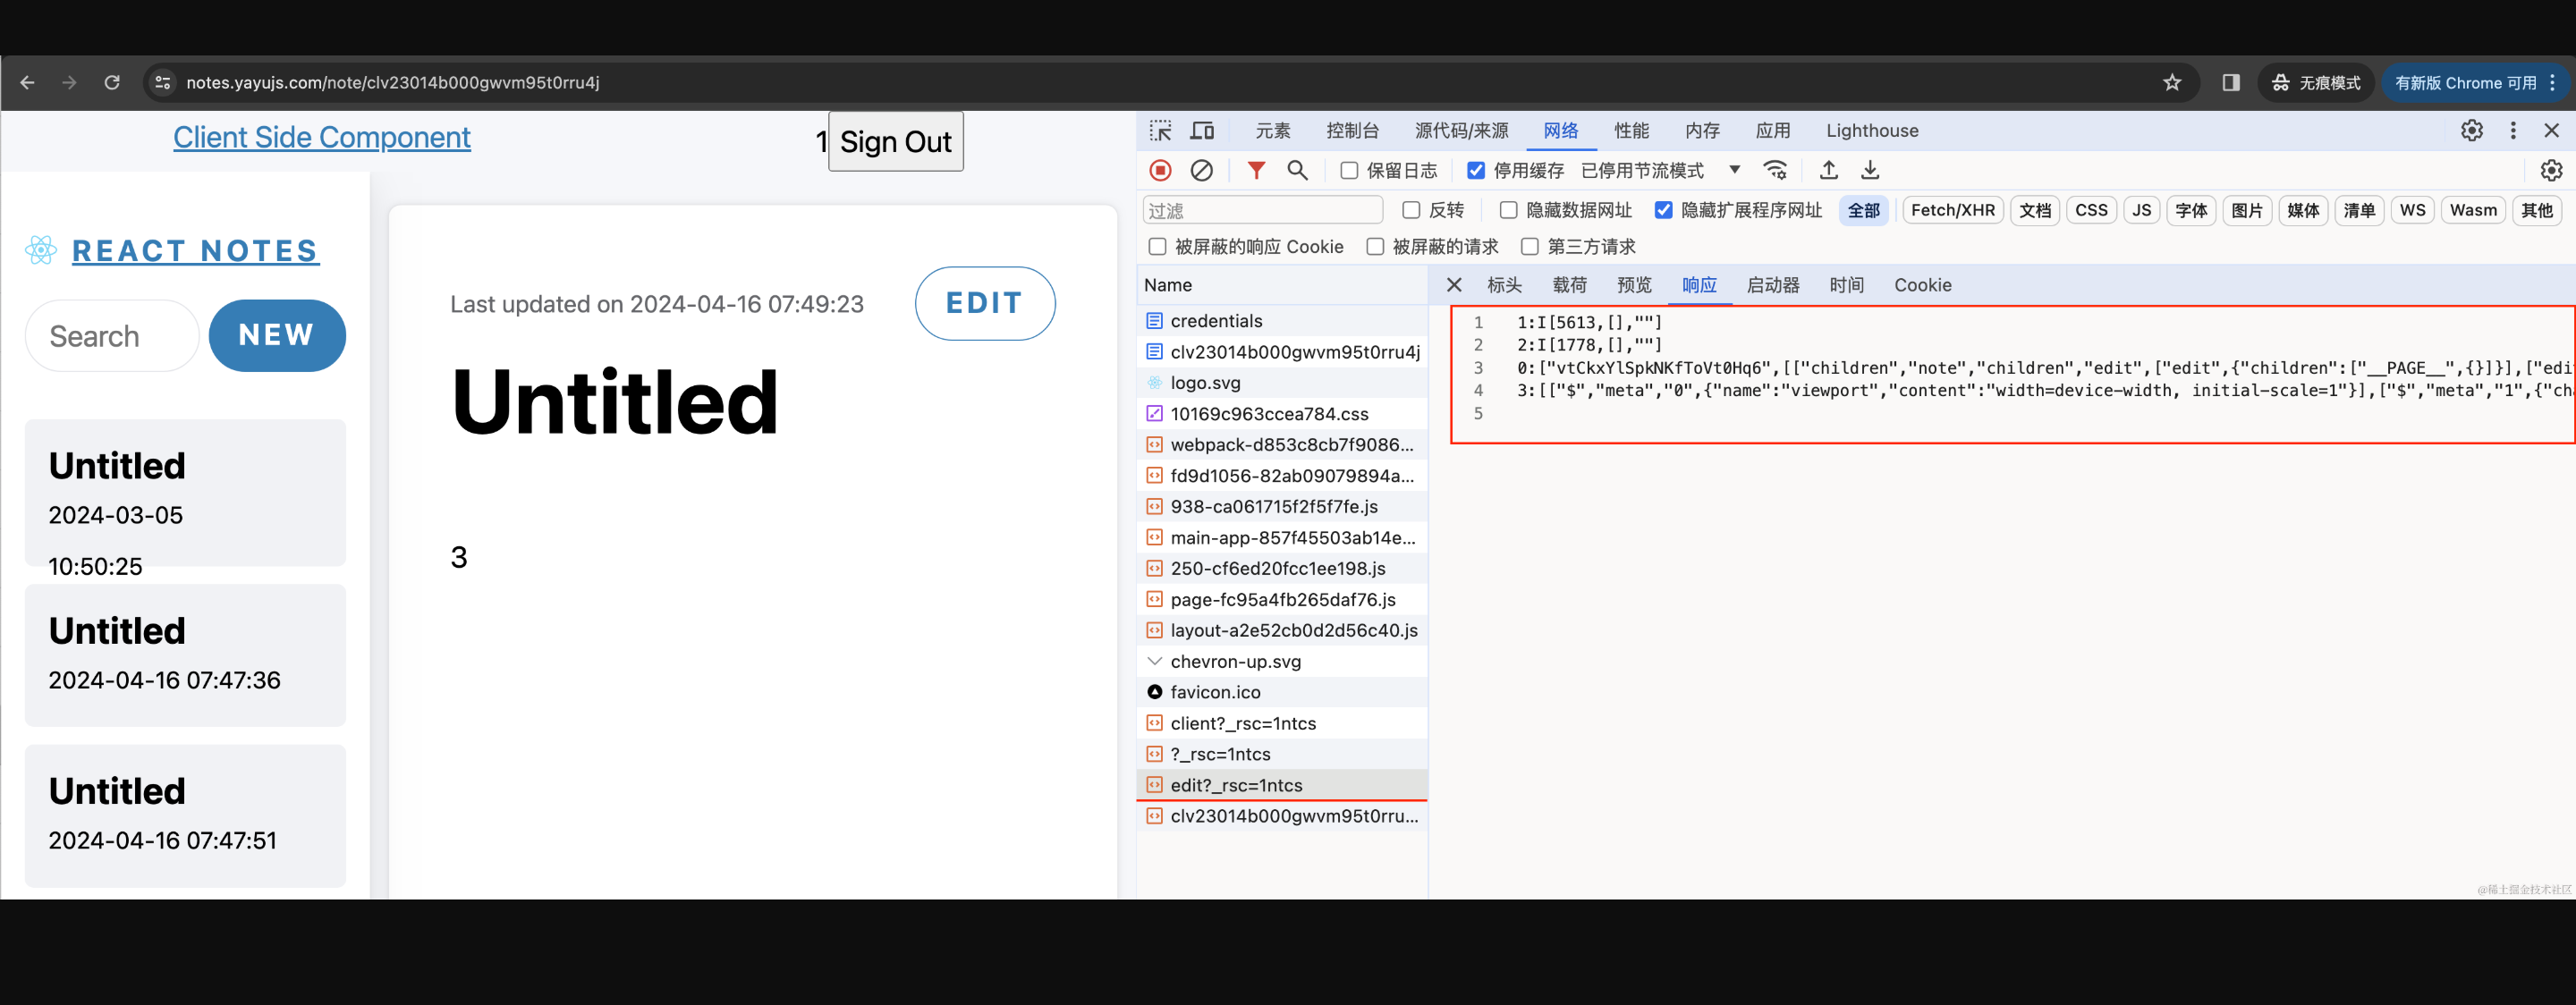 notes.yayujs.com/note/clv23014b000gwvm95t0rru4j
无痕模式
有新版 Chrome 可用
Client Side Component
1
Sign Out
REACT NOTES
Search
NEW
Untitled
2024-03-05
10:50:25
Untitled
2024-04-16 07:47:36
Untitled
2024-04-16 07:47:51
Last updated on 2024-04-16 07:49:23
EDIT
Untitled
3
元素 控制台 源代码/来源 网络 性能 内存 应用 Lighthouse
保留日志 停用缓存 已停用节流模式
过滤 反转 隐藏数据网址 隐藏扩展程序网址 全部 Fetch/XHR 文档 CSS JS 字体 图片 媒体 清单 WS Wasm 其他
被屏蔽的响应 Cookie 被屏蔽的请求 第三方请求
Name
credentials
clv23014b000gwvm95t0rru4j
logo.svg
10169c963ccea784.css
webpack-d853c8cb7f9086...
fd9d1056-82ab09079894a...
938-ca061715f2f5f7fe.js
main-app-857f45503ab14e...
250-cf6ed20fcc1ee198.js
page-fc95a4fb265daf76.js
layout-a2e52cb0d2d56c40.js
chevron-up.svg
favicon.ico
client?_rsc=1ntcs
?_rsc=1ntcs
edit?_rsc=1ntcs
clv23014b000gwvm95t0rru...
标头 载荷 预览 响应 启动器 时间 Cookie
1 1:I[5613,[],""]
2 2:I[1778,[],""]
3 0:["vtCkxYlSpkNKfToVt0Hq6",[["children","note","children","edit",["edit",{"children":["__PAGE__",{}]}],["edi
4 3:[["$","meta","0",{"name":"viewport","content":"width=device-width, initial-scale=1"}],["$","meta","1",{"ch
5
@稀土掘金技术社区